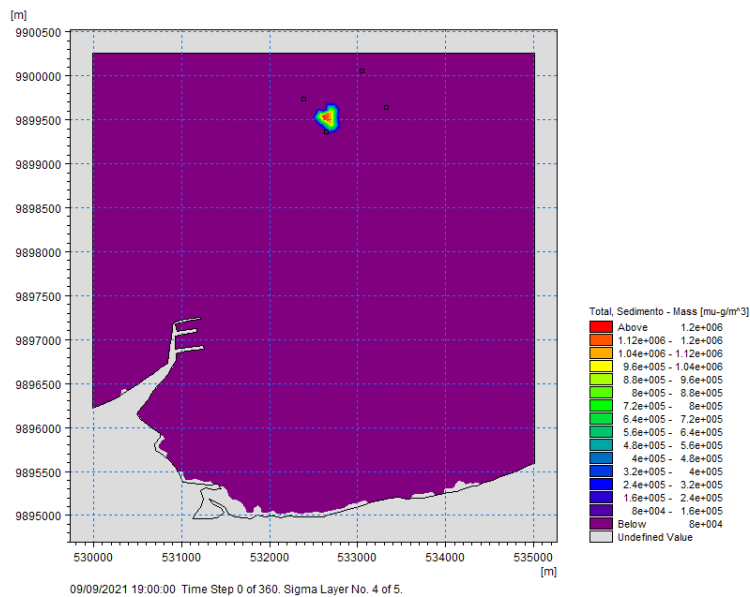 [m]
9900500
9900000
9899500
9899000
9898500
9898000
9897500
9897000
9896500
9896000
9895500
9895000
530000 531000 532000 533000 534000 535000
[m]
Total, Sedimento - Mass [mu-g/m^3]
Above 1.2e+006
1.12e+006 - 1.2e+006
1.04e+006 - 1.12e+006
9.6e+005 - 1.04e+006
8.8e+005 - 9.6e+005
8e+005 - 8.8e+005
7.2e+005 - 8e+005
6.4e+005 - 7.2e+005
5.6e+005 - 6.4e+005
4.8e+005 - 5.6e+005
4e+005 - 4.8e+005
3.2e+005 - 4e+005
2.4e+005 - 3.2e+005
1.6e+005 - 2.4e+005
8e+004 - 1.6e+005
Below 8e+004
Undefined Value
09/09/2021 19:00:00 Time Step 0 of 360. Sigma Layer No. 4 of 5.